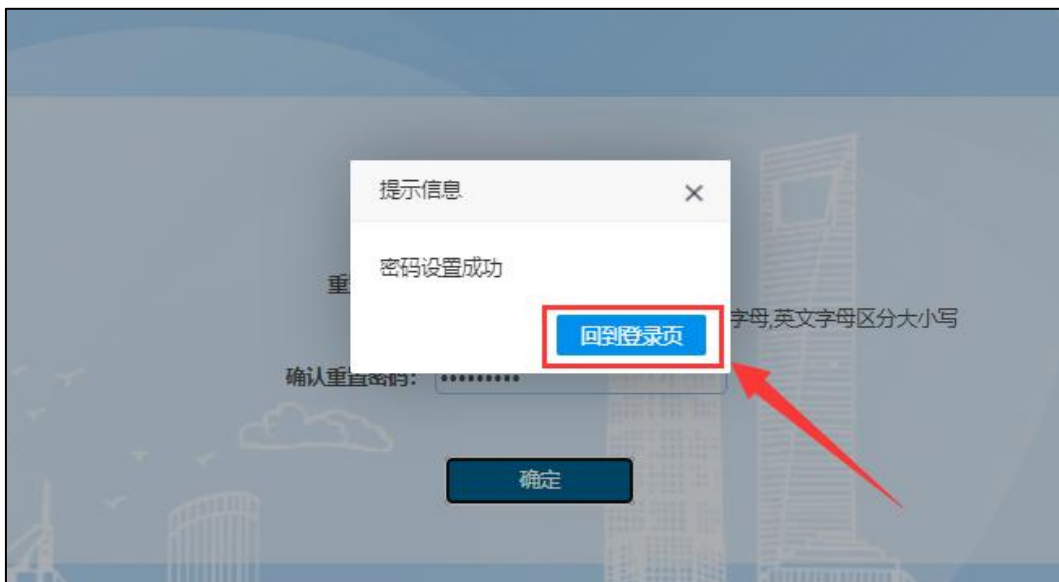 提示信息
密码设置成功
重
字母,英文字母区分大小写
回到登录页
确认重置密码：
确定